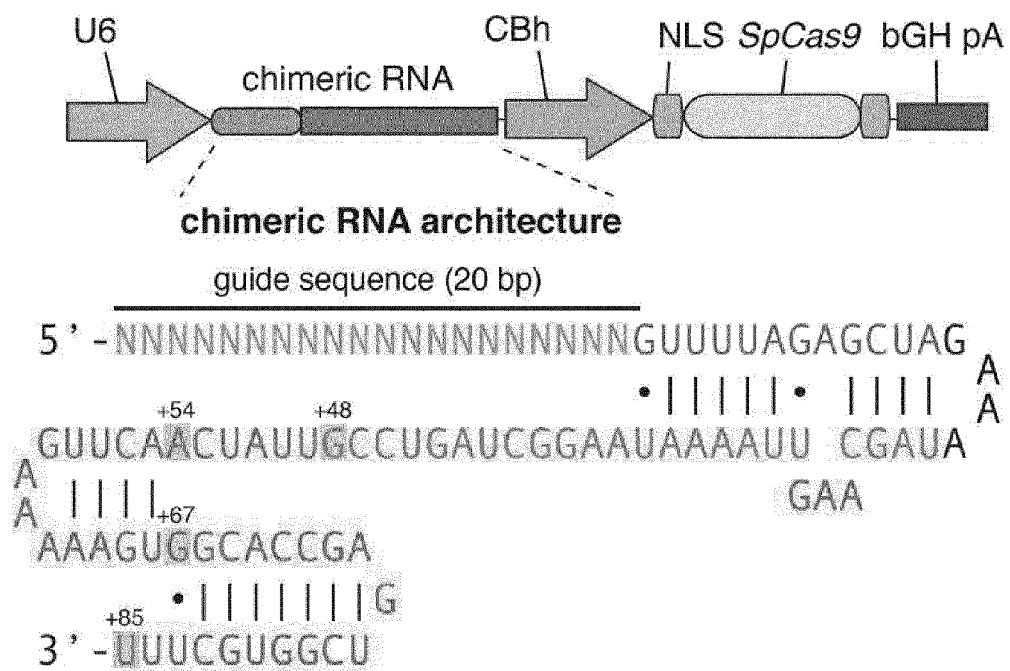 U6 CBh NLS SpCas9 bGH pA
chimeric RNA
chimeric RNA architecture
guide sequence (20 bp)
5'-NNNNNNNNNNNNNNNNNNNNGUUUUAGAGCUAG
A
A
+54 +48
GUUCAACUAUUGCCUGAUCGGAAUAAAAUU CGAUA
GAA
A
A
+67
AAAGUGGCACCGA
G
+85
3'-UUUCGUGGCU